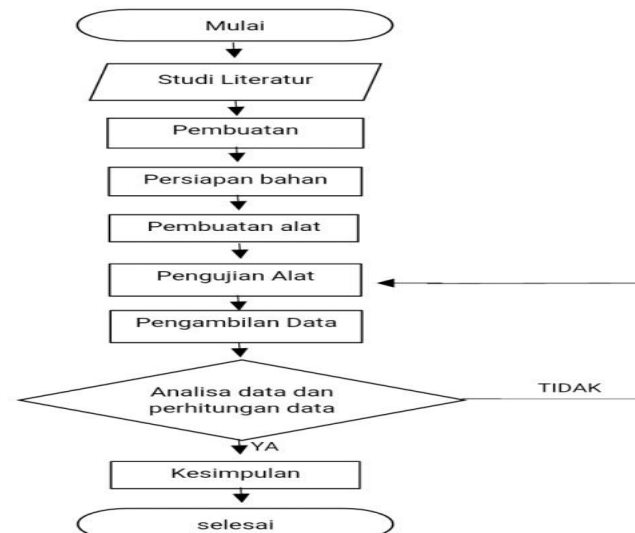 Mulai
Studi Literatur
Pembuatan
Persiapan bahan
Pembuatan alat
Pengujian Alat
Pengambilan Data
Analisa data dan
perhitungan data
TIDAK
YA
Kesimpulan
selesai